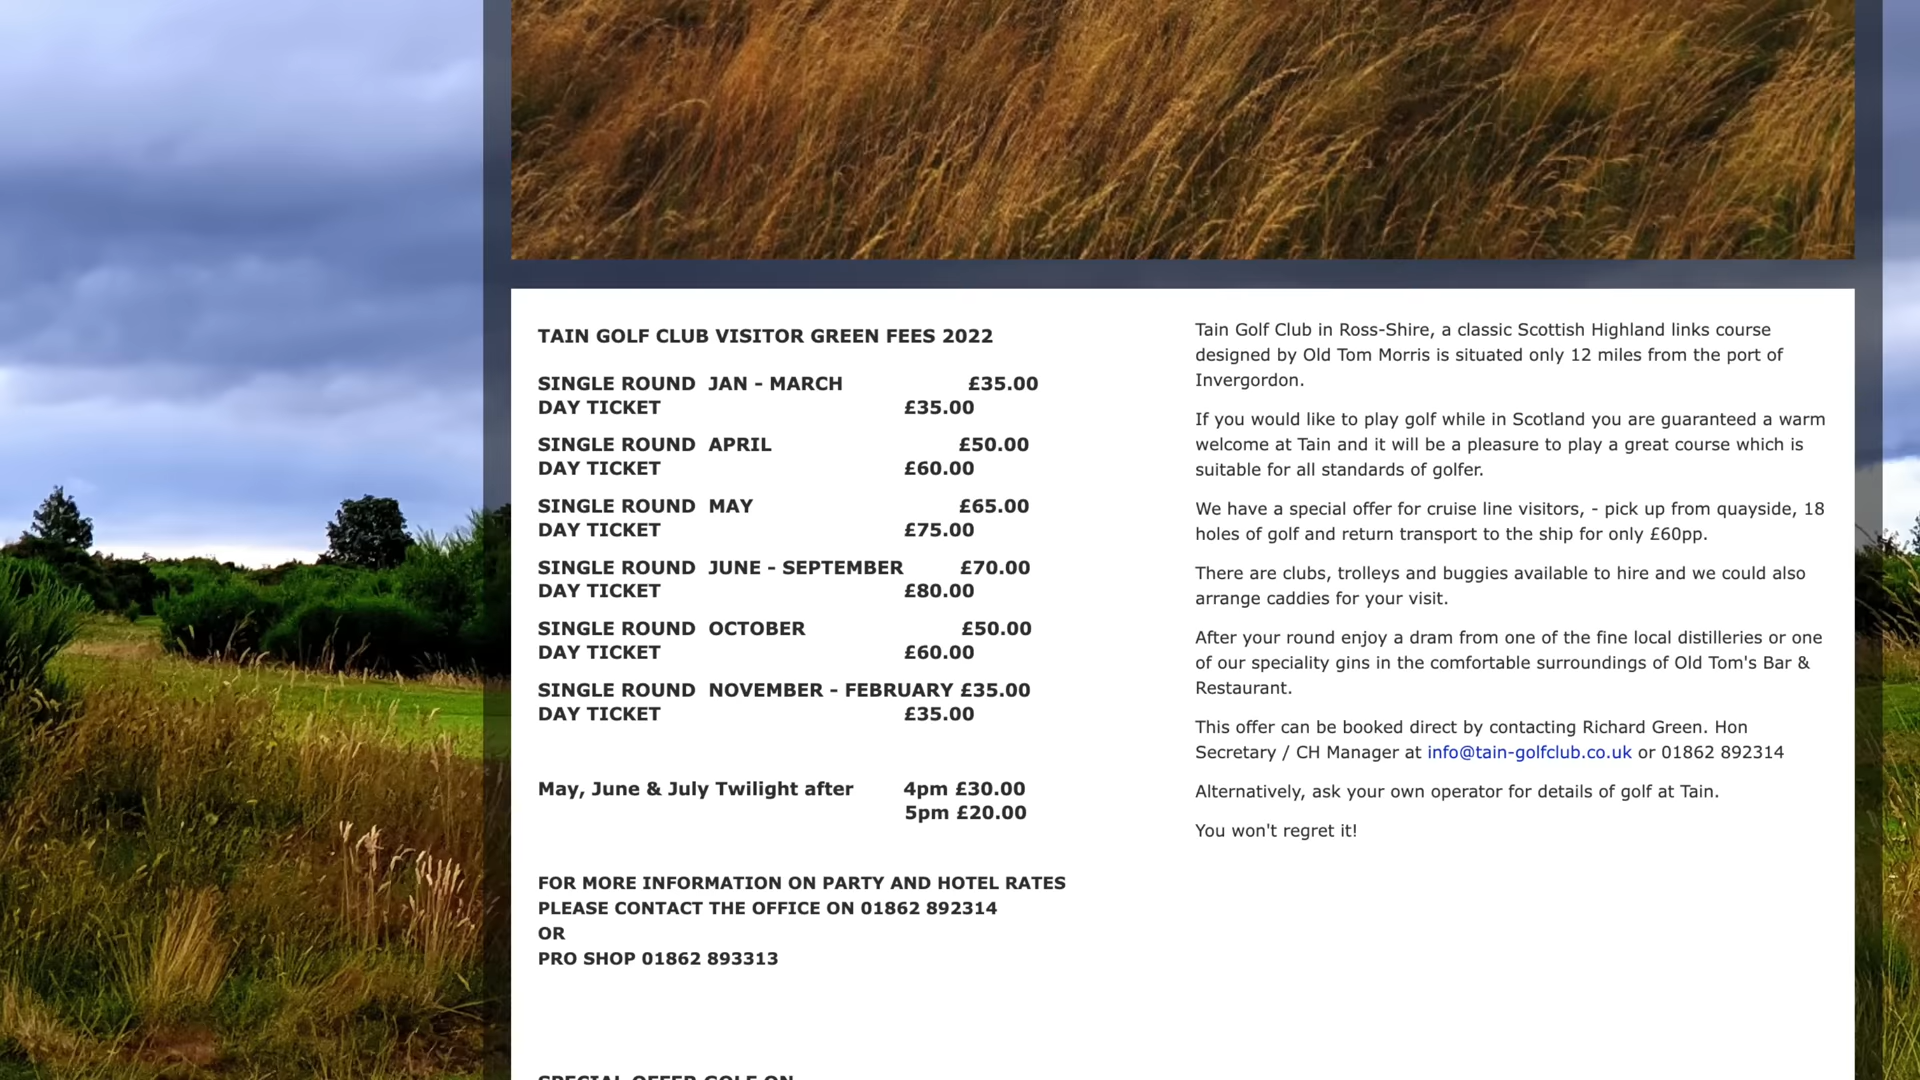 TAIN GOLF CLUB VISITOR GREEN FEES 2022
SINGLE ROUND JAN - MARCH £35.00
DAY TICKET £35.00
SINGLE ROUND APRIL £50.00
DAY TICKET £60.00
SINGLE ROUND MAY £65.00
DAY TICKET £75.00
SINGLE ROUND JUNE - SEPTEMBER £70.00
DAY TICKET £80.00
SINGLE ROUND OCTOBER £50.00
DAY TICKET £60.00
SINGLE ROUND NOVEMBER - FEBRUARY £35.00
DAY TICKET £35.00
May, June & July Twilight after 4pm £30.00
5pm £20.00
FOR MORE INFORMATION ON PARTY AND HOTEL RATES
PLEASE CONTACT THE OFFICE ON 01862 892314
OR
PRO SHOP 01862 893313
SPECIAL OFFER GOLF ON
Tain Golf Club in Ross-Shire, a classic Scottish Highland links course
designed by Old Tom Morris is situated only 12 miles from the port of
Invergordon.
If you would like to play golf while in Scotland you are guaranteed a warm
welcome at Tain and it will be a pleasure to play a great course which is
suitable for all standards of golfer.
We have a special offer for cruise line visitors, - pick up from quayside, 18
holes of golf and return transport to the ship for only £60pp.
There are clubs, trolleys and buggies available to hire and we could also
arrange caddies for your visit.
After your round enjoy a dram from one of the fine local distilleries or one
of our speciality gins in the comfortable surroundings of Old Tom's Bar &
Restaurant.
This offer can be booked direct by contacting Richard Green. Hon
Secretary / CH Manager at info@tain-golfclub.co.uk or 01862 892314
Alternatively, ask your own operator for details of golf at Tain.
You won't regret it!